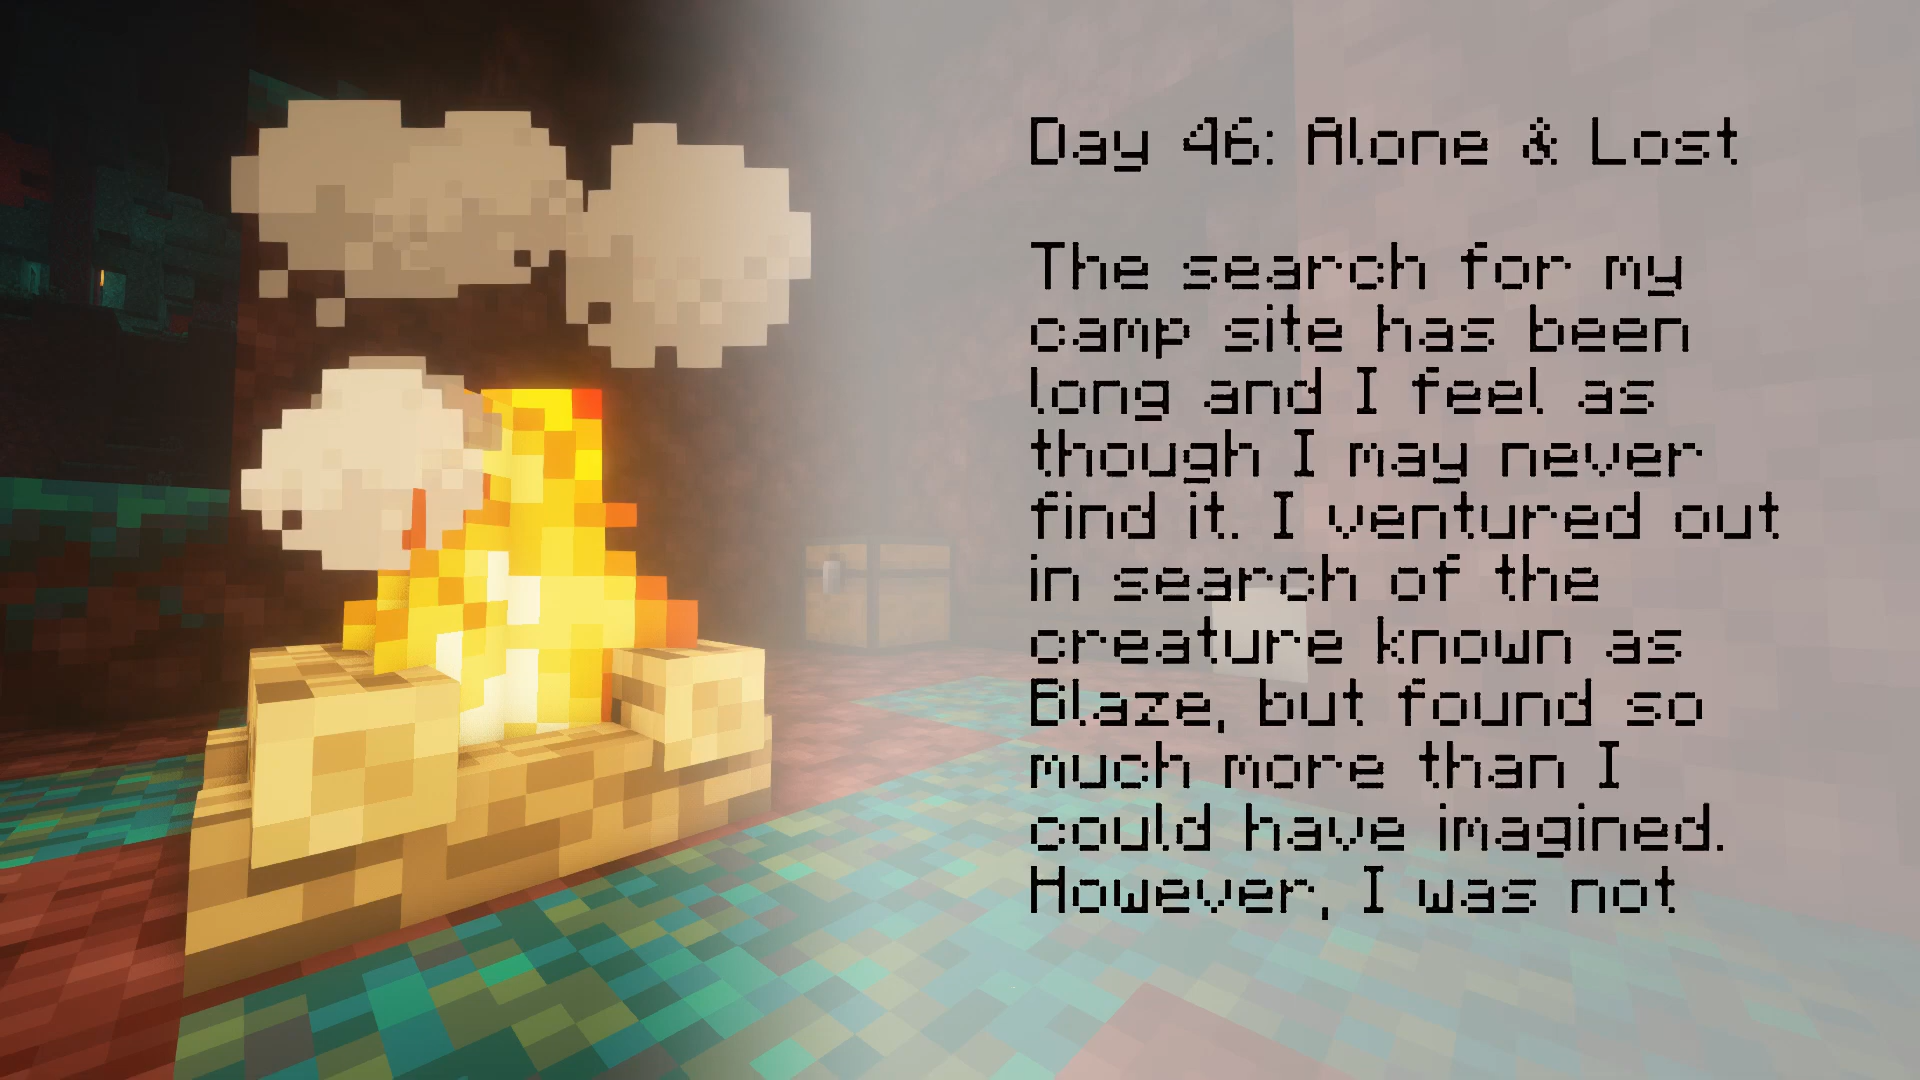 Day 46: Alone & Lost
The search for my
camp site has been
long and I feel as
though I may never
find it. I ventured out
in search of the
creature known as
Blaze, but found so
much more than I
could have imagined.
However, I was not